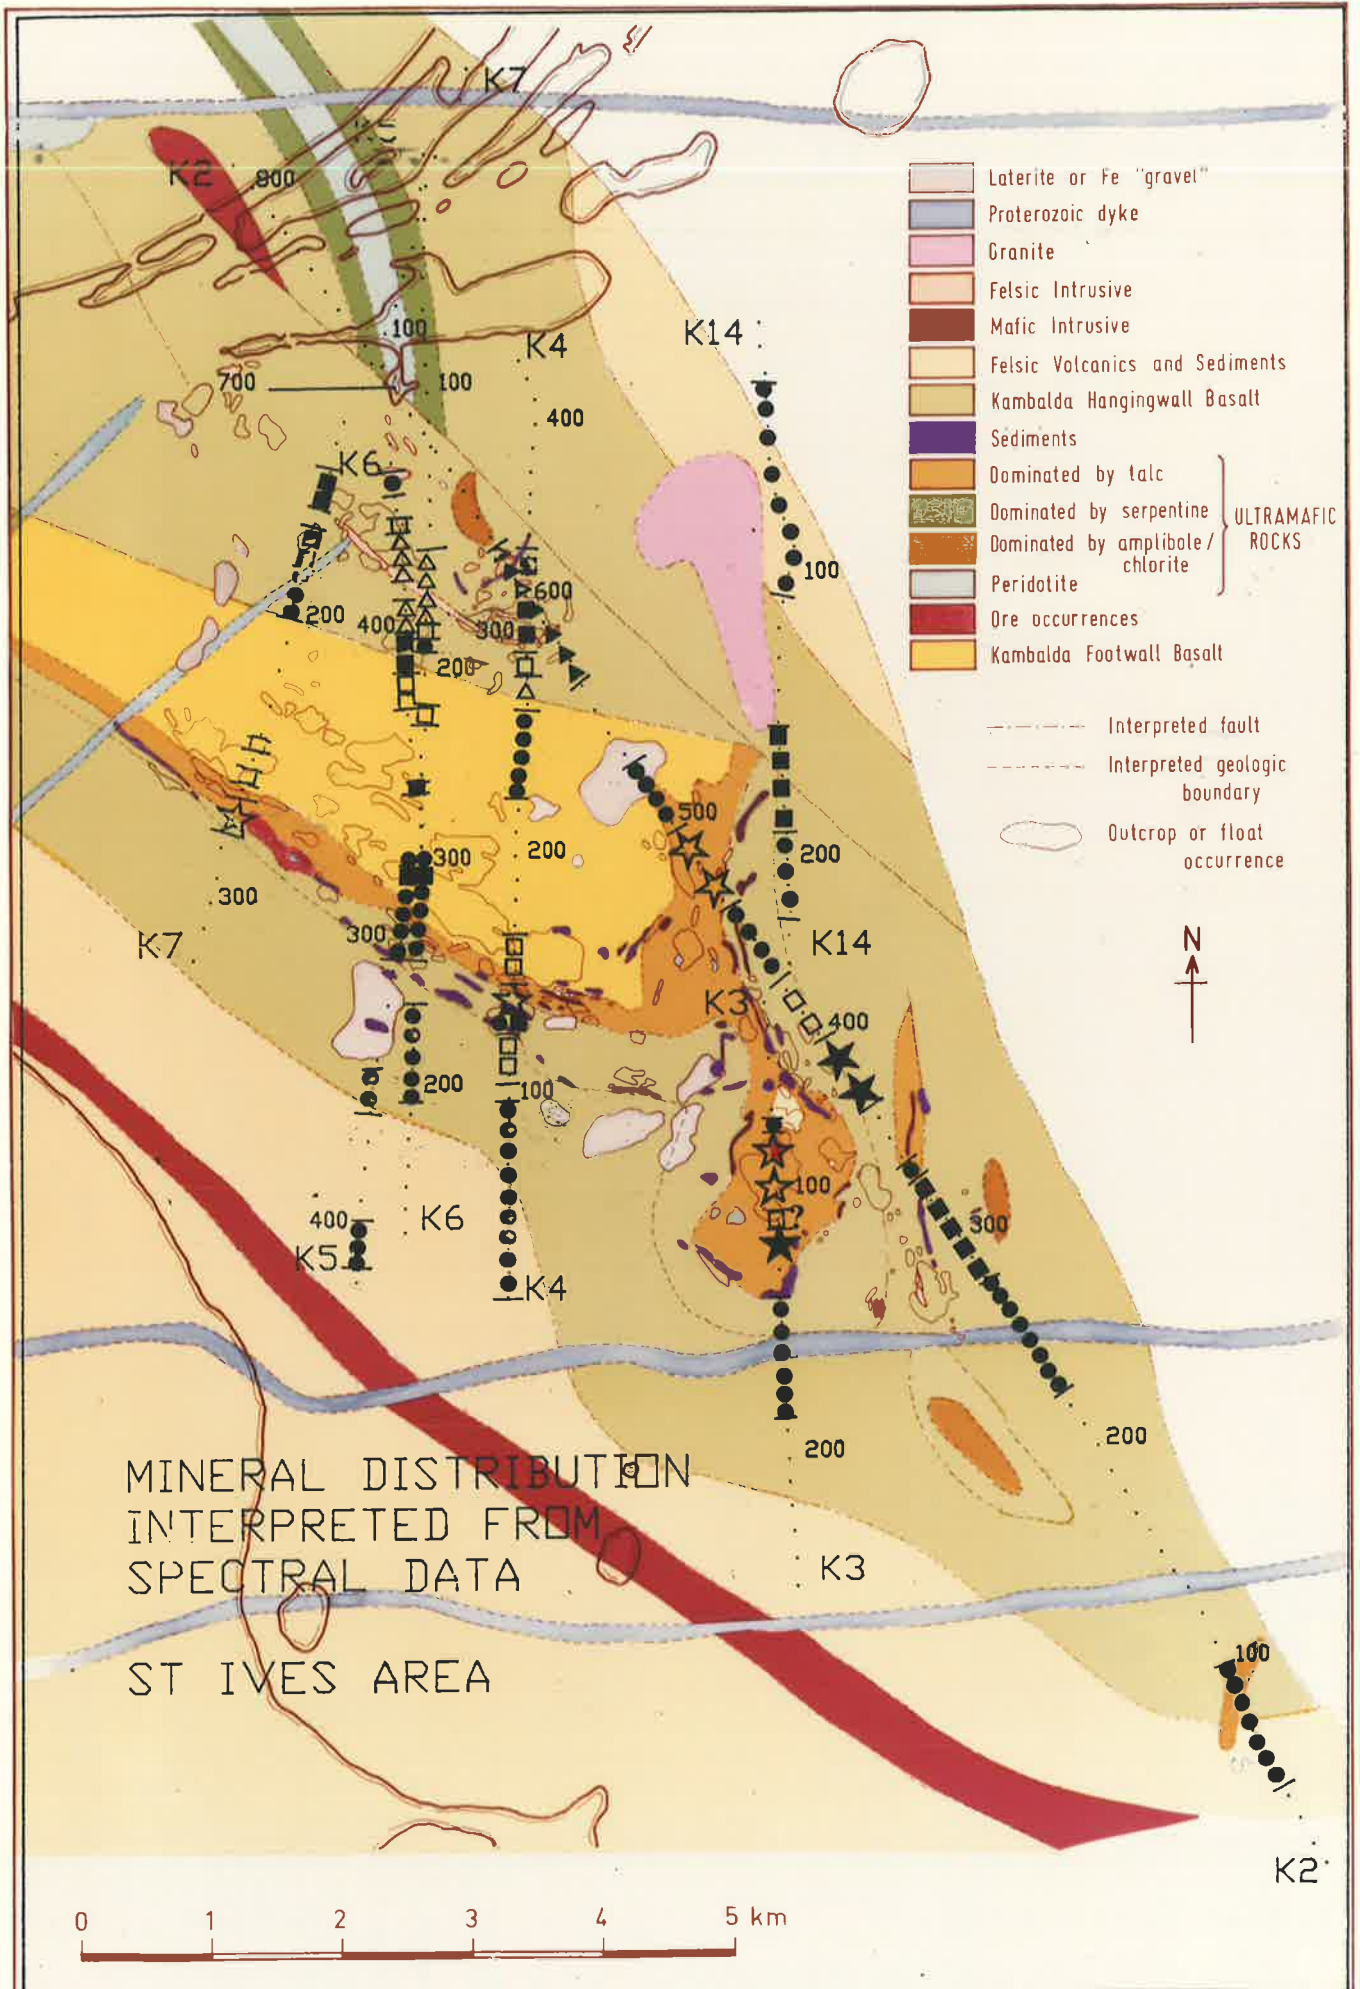 K7
K2
800
100
K4
K14
700
100
400
K6
100
600
200
400
300
200
500
300
200
200
300
300
K7
K14
K3
400
200
100
100
400
K6
300
K5
K4
200
200
K3
100
K2
Laterite or Fe "gravel"
Proterozoic dyke
Granite
Felsic Intrusive
Mafic Intrusive
Felsic Volcanics and Sediments
Kambalda Hangingwall Basalt
Sediments
Dominated by talc
Dominated by serpentine
Dominated by amplibole/
chlorite
Peridotite
Ore occurrences
Kambalda Footwall Basalt
ULTRAMAFIC
ROCKS
Interpreted fault
Interpreted geologic
boundary
Outcrop or float
occurrence
N
?
MINERAL DISTRIBUTION
INTERPRETED FROM
SPECTRAL DATA
ST IVES AREA
0 1 2 3 4 5 km